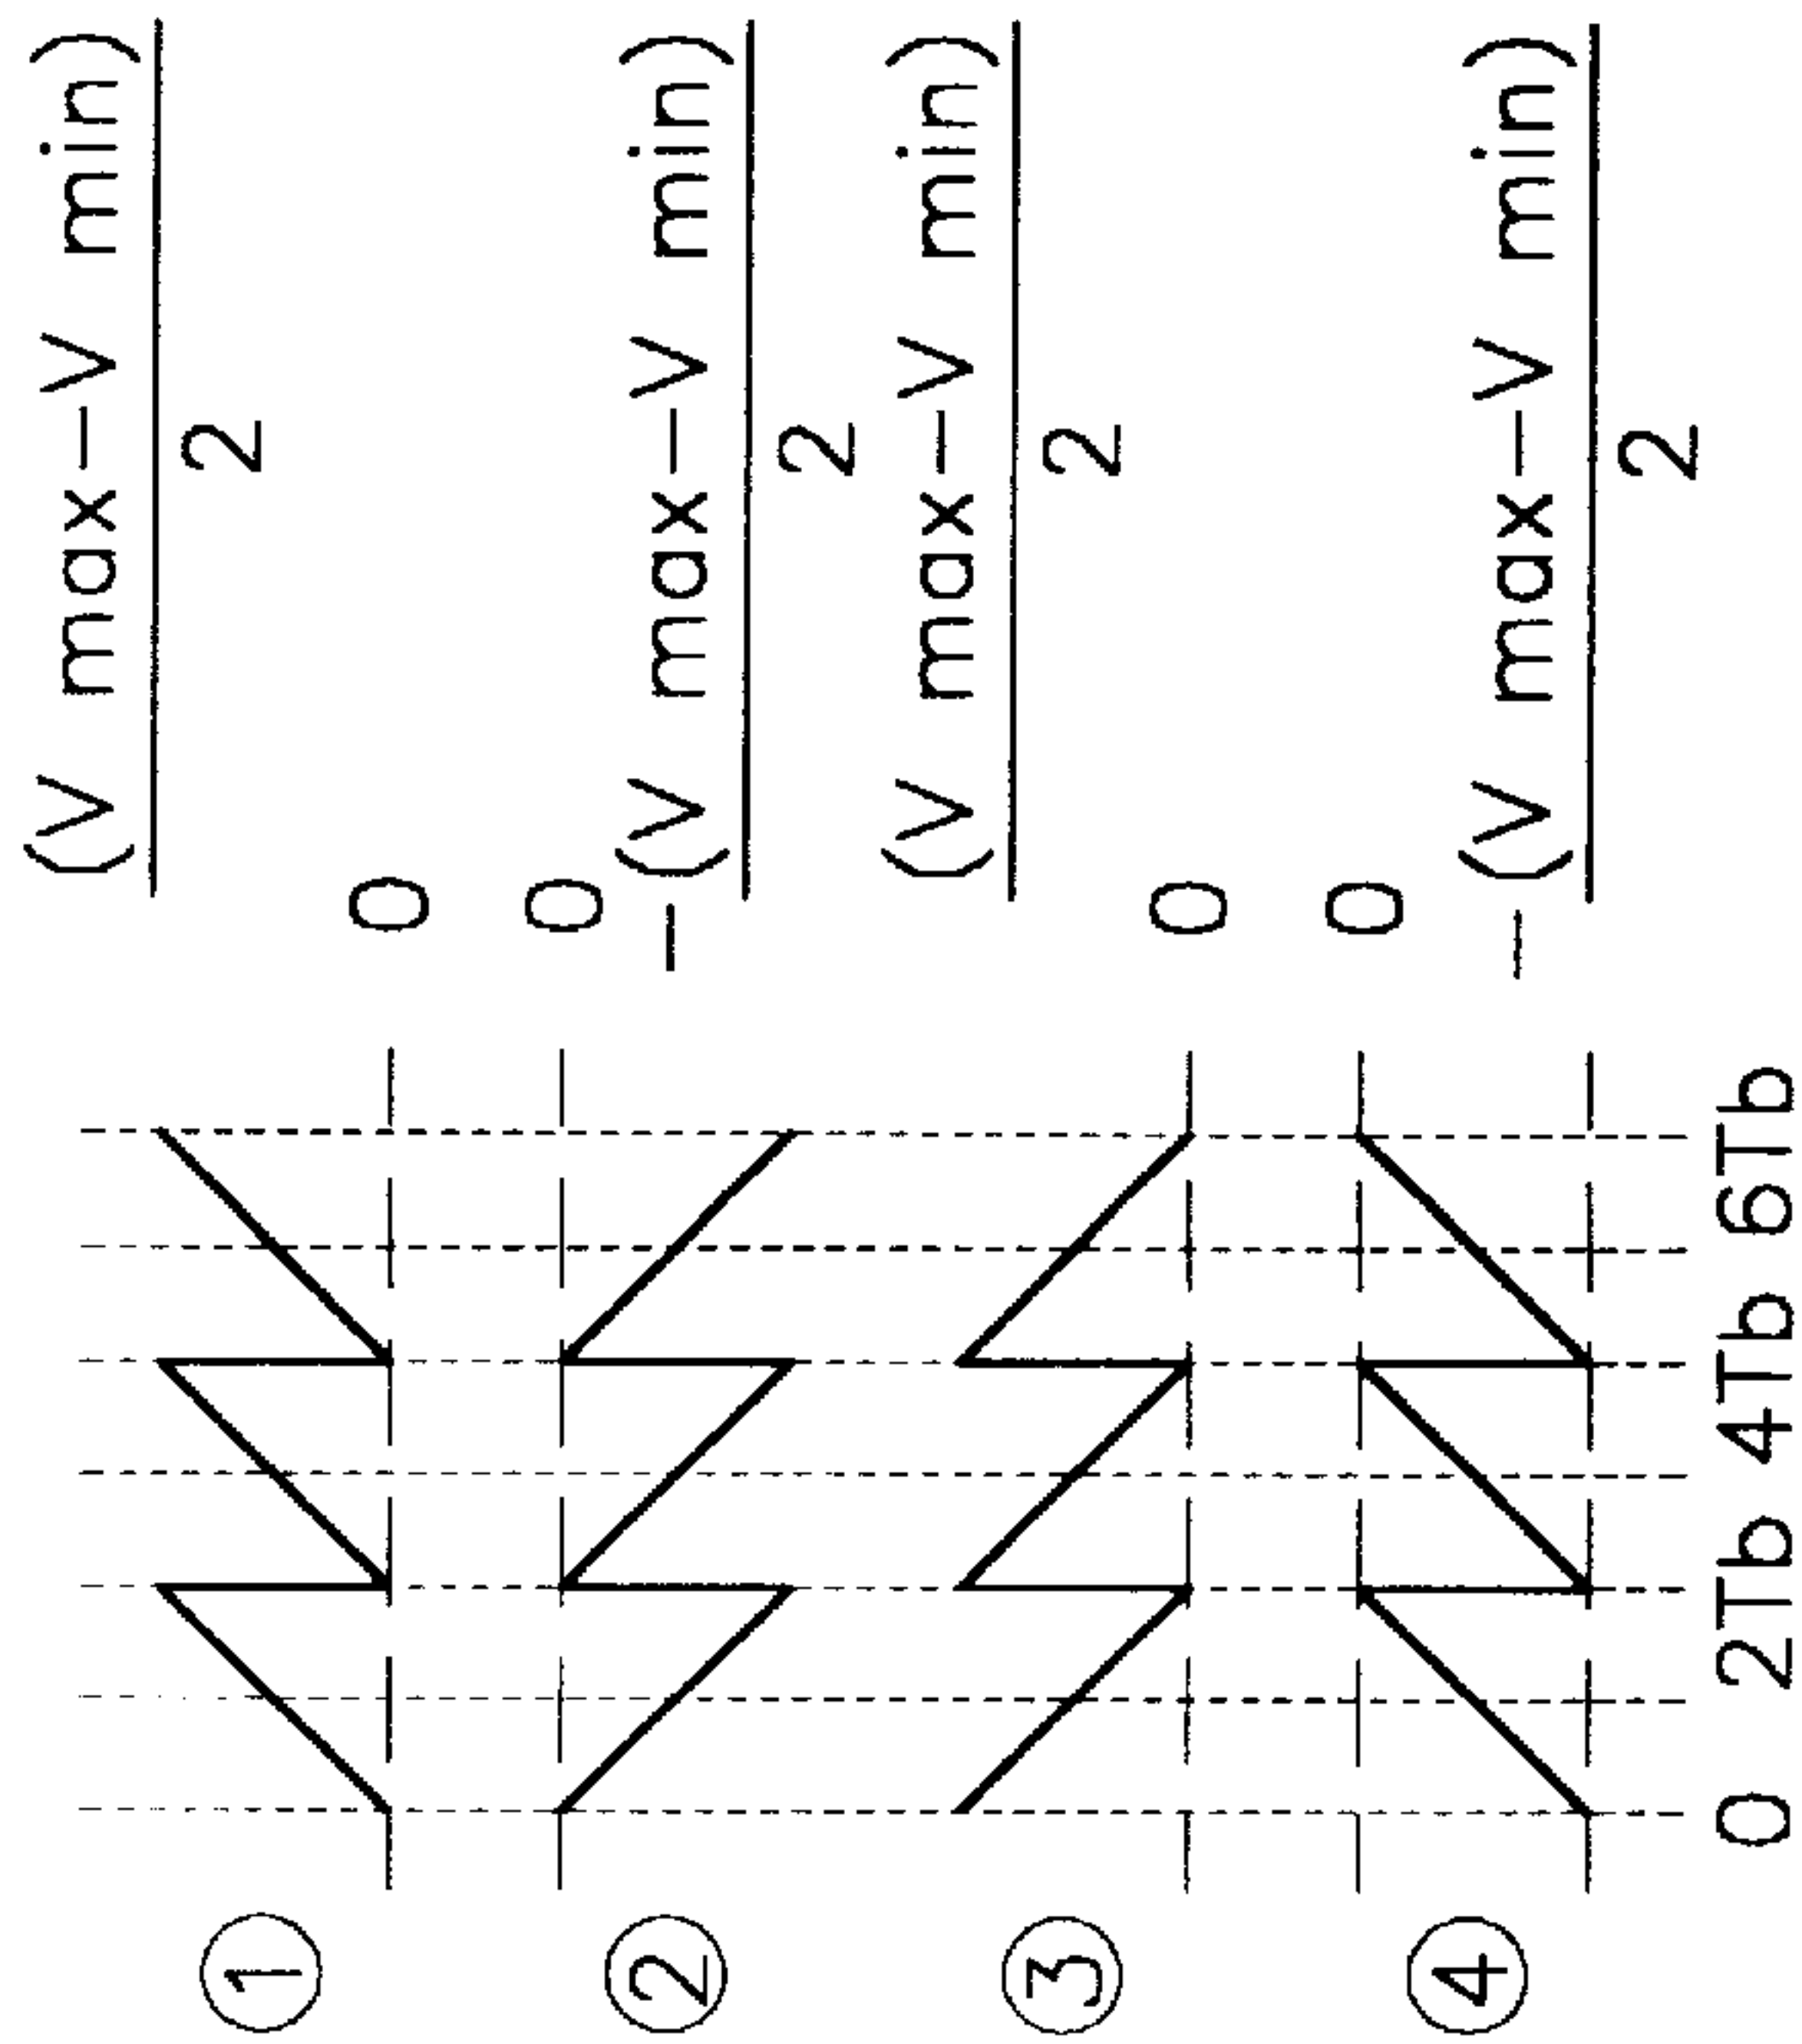 ① (V max-V min)
2
0
② 0
-(V max-V min)
2
③ (V max-V min)
2
0
④ 0
-(V max-V min)
2
0 2Tb 4Tb 6Tb